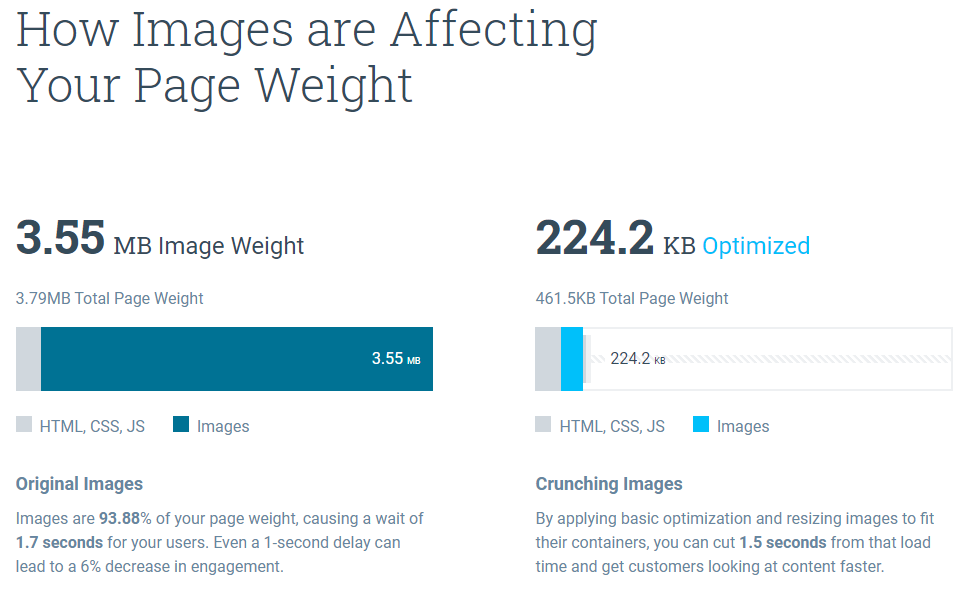 How Images are Affecting
Your Page Weight
3.55 MB Image Weight
3.79MB Total Page Weight
3.55 MB
HTML, CSS, JS
Images
Original Images
Images are 93.88% of your page weight, causing a wait of
1.7 seconds for your users. Even a 1-second delay can
lead to a 6% decrease in engagement.
224.2 KB Optimized
461.5KB Total Page Weight
224.2 KB
HTML, CSS, JS
Images
Crunching Images
By applying basic optimization and resizing images to fit
their containers, you can cut 1.5 seconds from that load
time and get customers looking at content faster.